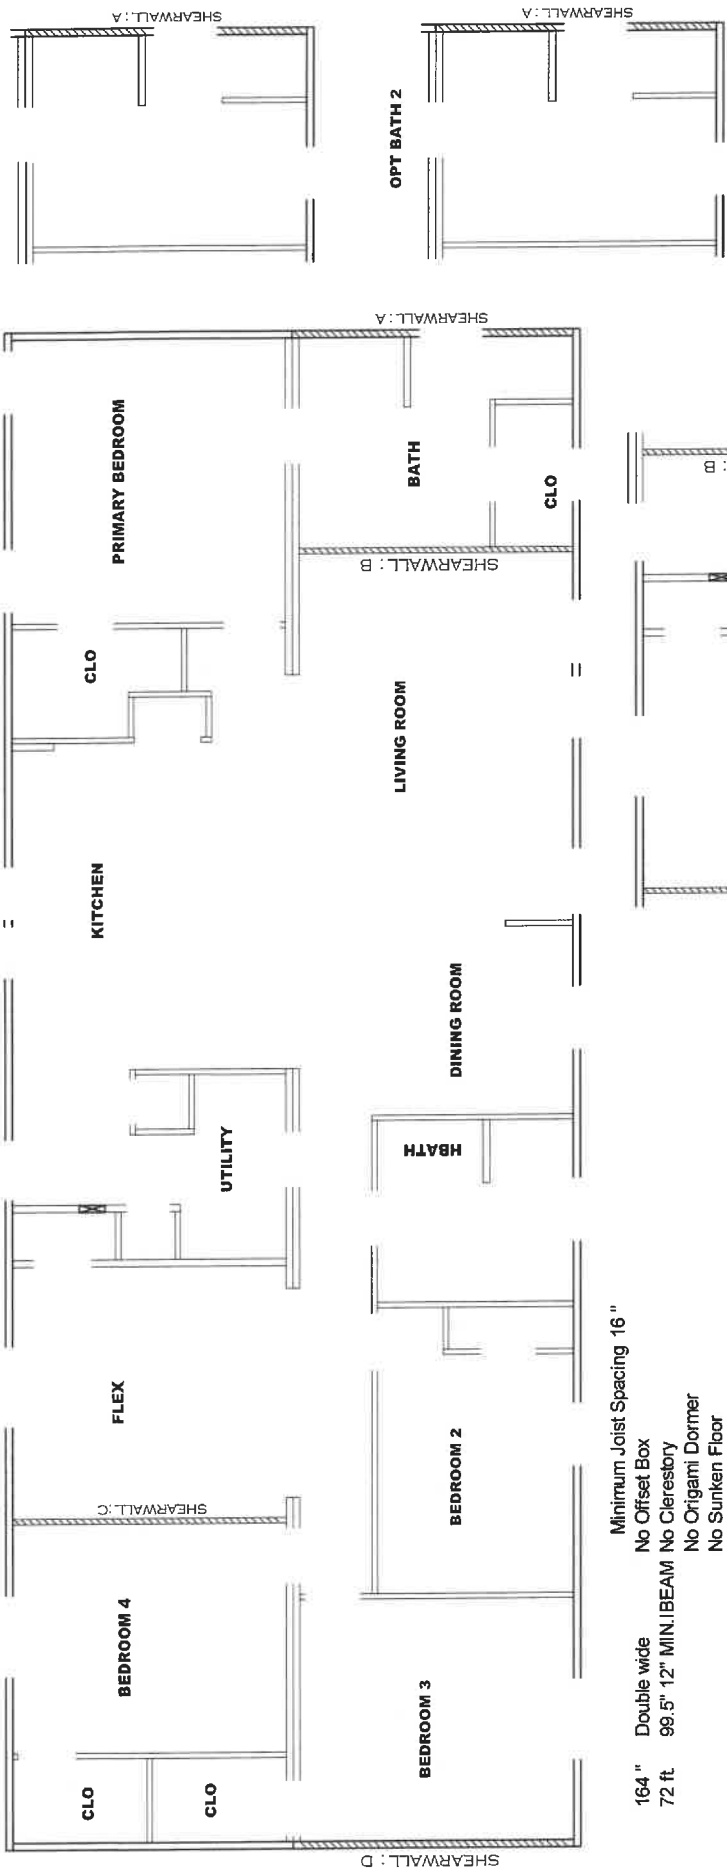 SHEARWALL : A
SHEARWALL : A
OPT BATH 2
SHEARWALL : A
PRIMARY BEDROOM
BATH
CLO
SHEARWALL : B
CLO
LIVING ROOM
KITCHEN
DINING ROOM
HBATH
UTILITY
FLEX
BEDROOM 2
SHEARWALL : C
BEDROOM 4
BEDROOM 3
CLO
CLO
SHEARWALL : D
: B
Minimum Joist Spacing 16 "
164 " Double wide No Offset Box
72 ft 99.5" 12" MIN.IBEAM No Clerestory
No Origami Dormer
No Sunken Floor